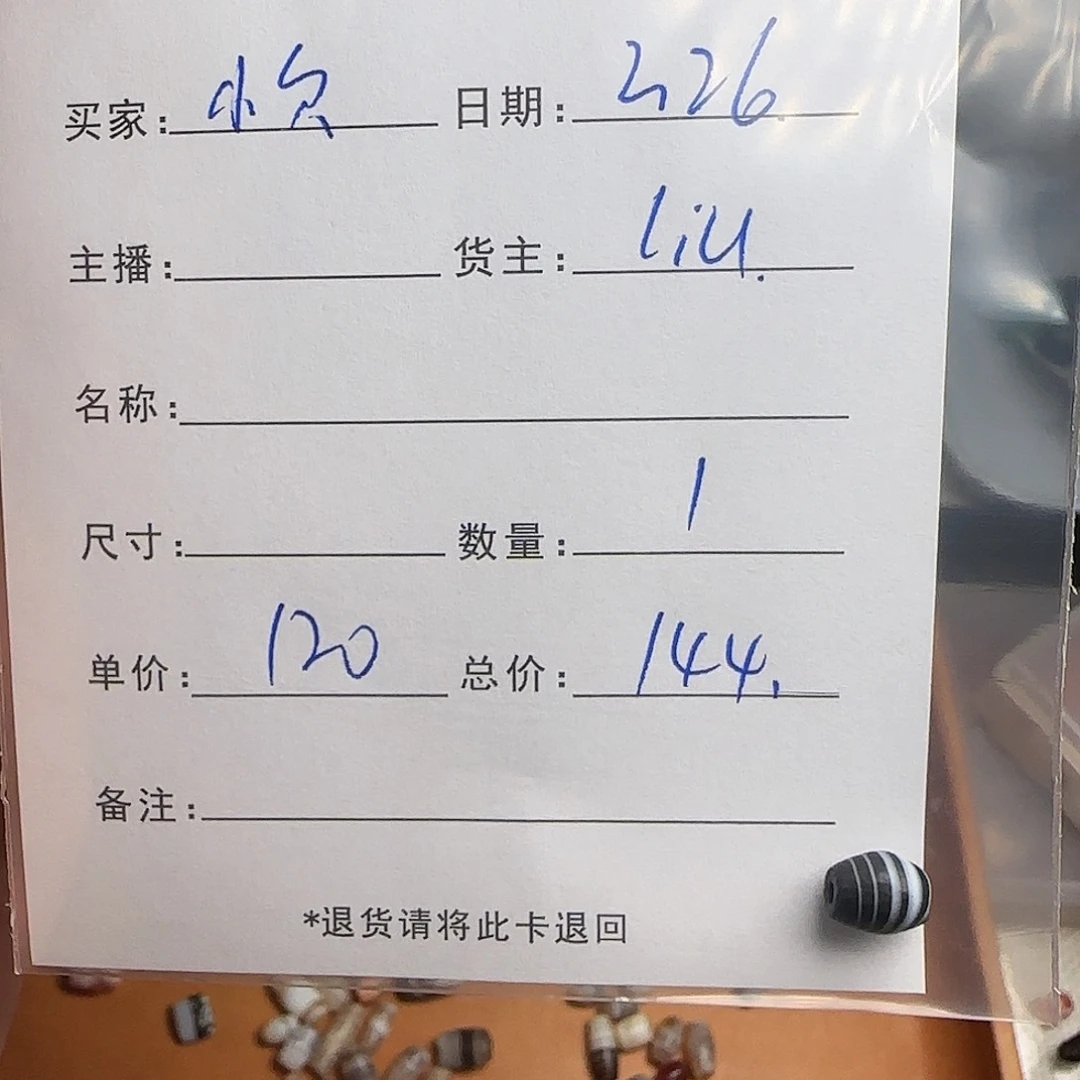 买家： 日期：226.
主播： 货主：liu.
名称：
尺寸： 数量：1
单价：120 总价：144.
备注：
*退货请将此卡退回